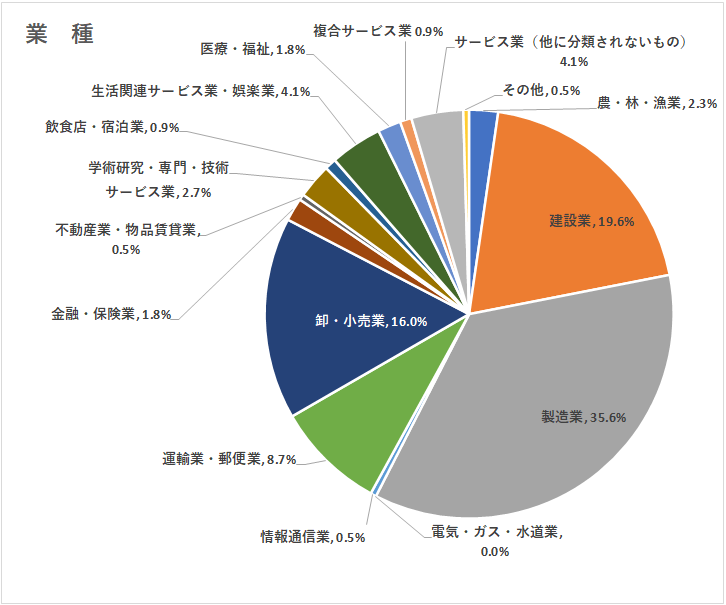 業　種
農・林・漁業, 2.3%
建設業, 19.6%
製造業, 35.6%
電気・ガス・水道業,
0.0%
情報通信業, 0.5%
運輸業・郵便業, 8.7%
卸・小売業, 16.0%
金融・保険業, 1.8%
不動産業・物品賃貸業,
0.5%
学術研究・専門・技術
サービス業, 2.7%
飲食店・宿泊業, 0.9%
生活関連サービス業・娯楽業, 4.1%
医療・福祉, 1.8%
複合サービス業 0.9%
サービス業（他に分類されないもの）
4.1%
その他, 0.5%